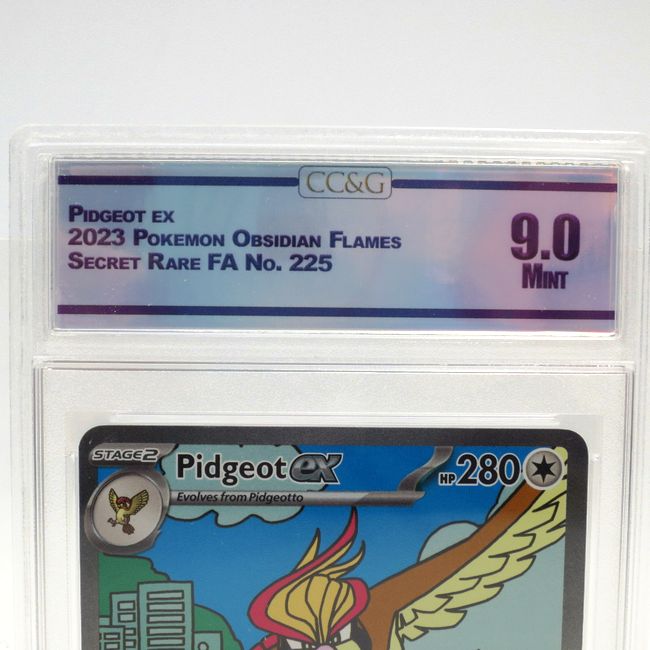 CC&G
PIDGEOT EX
2023 POKEMON OBSIDIAN FLAMES
SECRET RARE FA NO. 225
9.0
MINT
STAGE2
Pidgeot ex
HP 280
Evolves from Pidgeotto